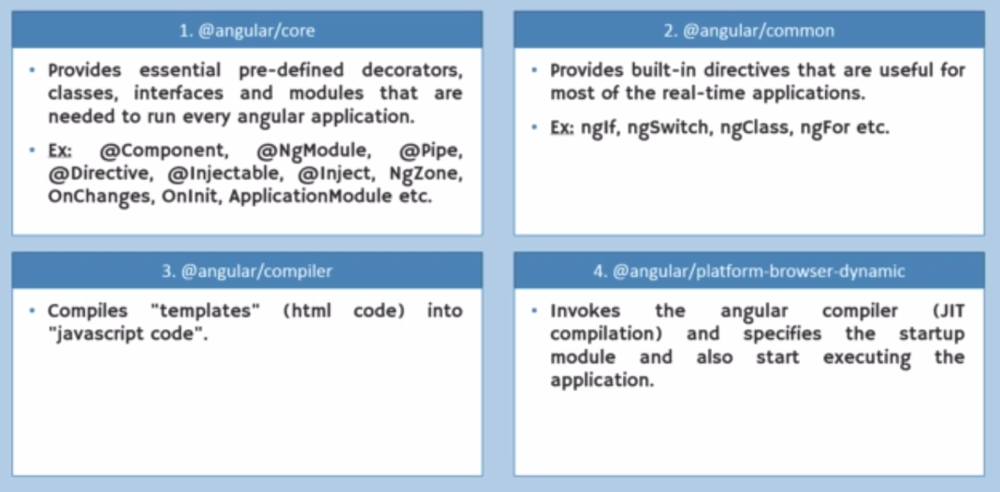 1. @angular/core
• Provides essential pre-defined decorators,
classes, interfaces and modules that are
needed to run every angular application.
• Ex: @Component, @NgModule, @Pipe,
@Directive, @Injectable, @Inject, NgZone,
OnChanges, OnInit, ApplicationModule etc.
2. @angular/common
• Provides built-in directives that are useful for
most of the real-time applications.
• Ex: ngIf, ngSwitch, ngClass, ngFor etc.
3. @angular/compiler
• Compiles "templates" (html code) into
"javascript code".
4. @angular/platform-browser-dynamic
• Invokes the angular compiler (JIT
compilation) and specifies the startup
module and also start executing the
application.